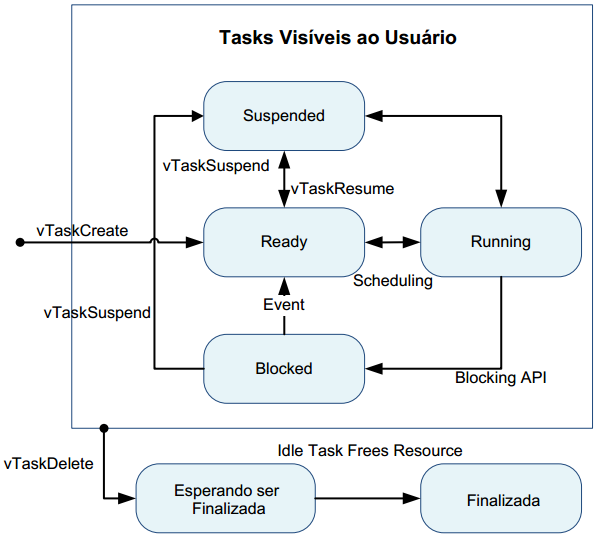 Tasks Visíveis ao Usuário
Suspended
vTaskSuspend
vTaskResume
vTaskCreate
Ready
Running
Scheduling
Event
vTaskSuspend
Blocked
Blocking API
Idle Task Frees Resource
vTaskDelete
Esperando ser
Finalizada
Finalizada